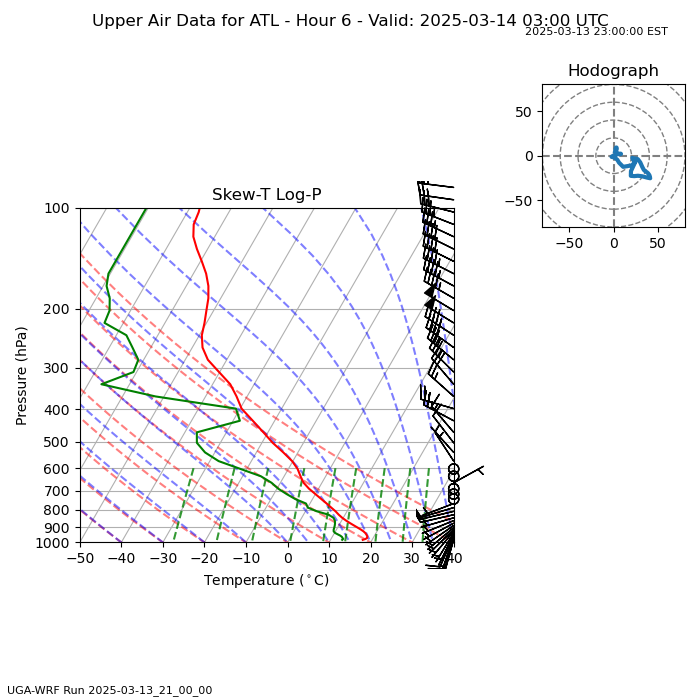 Upper Air Data for ATL - Hour 6 - Valid: 2025-03-14 03:00 UTC
2025-03-13 23:00:00 EST
Hodograph
50
0
−50
−50 0 50
Skew-T Log-P
100
200
300
400
500
600
700
800
900
1000
Pressure (hPa)
−50 −40 −30 −20 −10 0 10 20 30 40
Temperature (°C)
UGA-WRF Run 2025-03-13_21_00_00